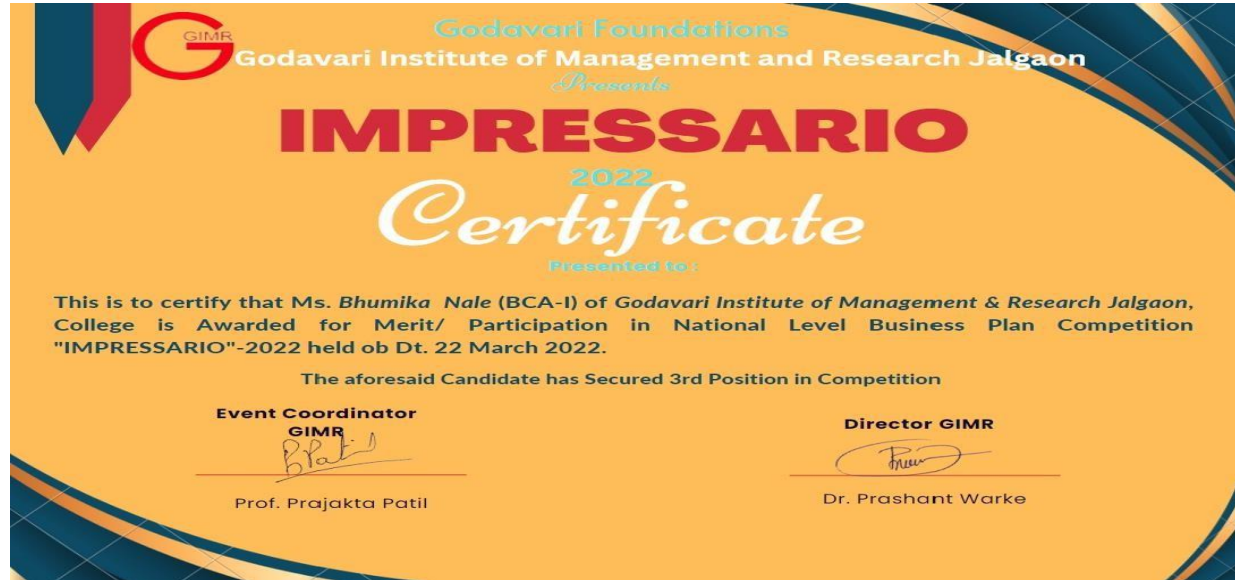 GIMR
Godavari Foundations
Godavari Institute of Management and Research Jalgaon
Presents
IMPRESSARIO
2022
Certificate
Presented to :
This is to certify that Ms. Bhumika Nale (BCA-I) of Godavari Institute of Management & Research Jalgaon,
College is Awarded for Merit/ Participation in National Level Business Plan Competition
"IMPRESSARIO"-2022 held ob Dt. 22 March 2022.
The aforesaid Candidate has Secured 3rd Position in Competition
Event Coordinator
GIMR
Director GIMR
Prof. Prajakta Patil
Dr. Prashant Warke